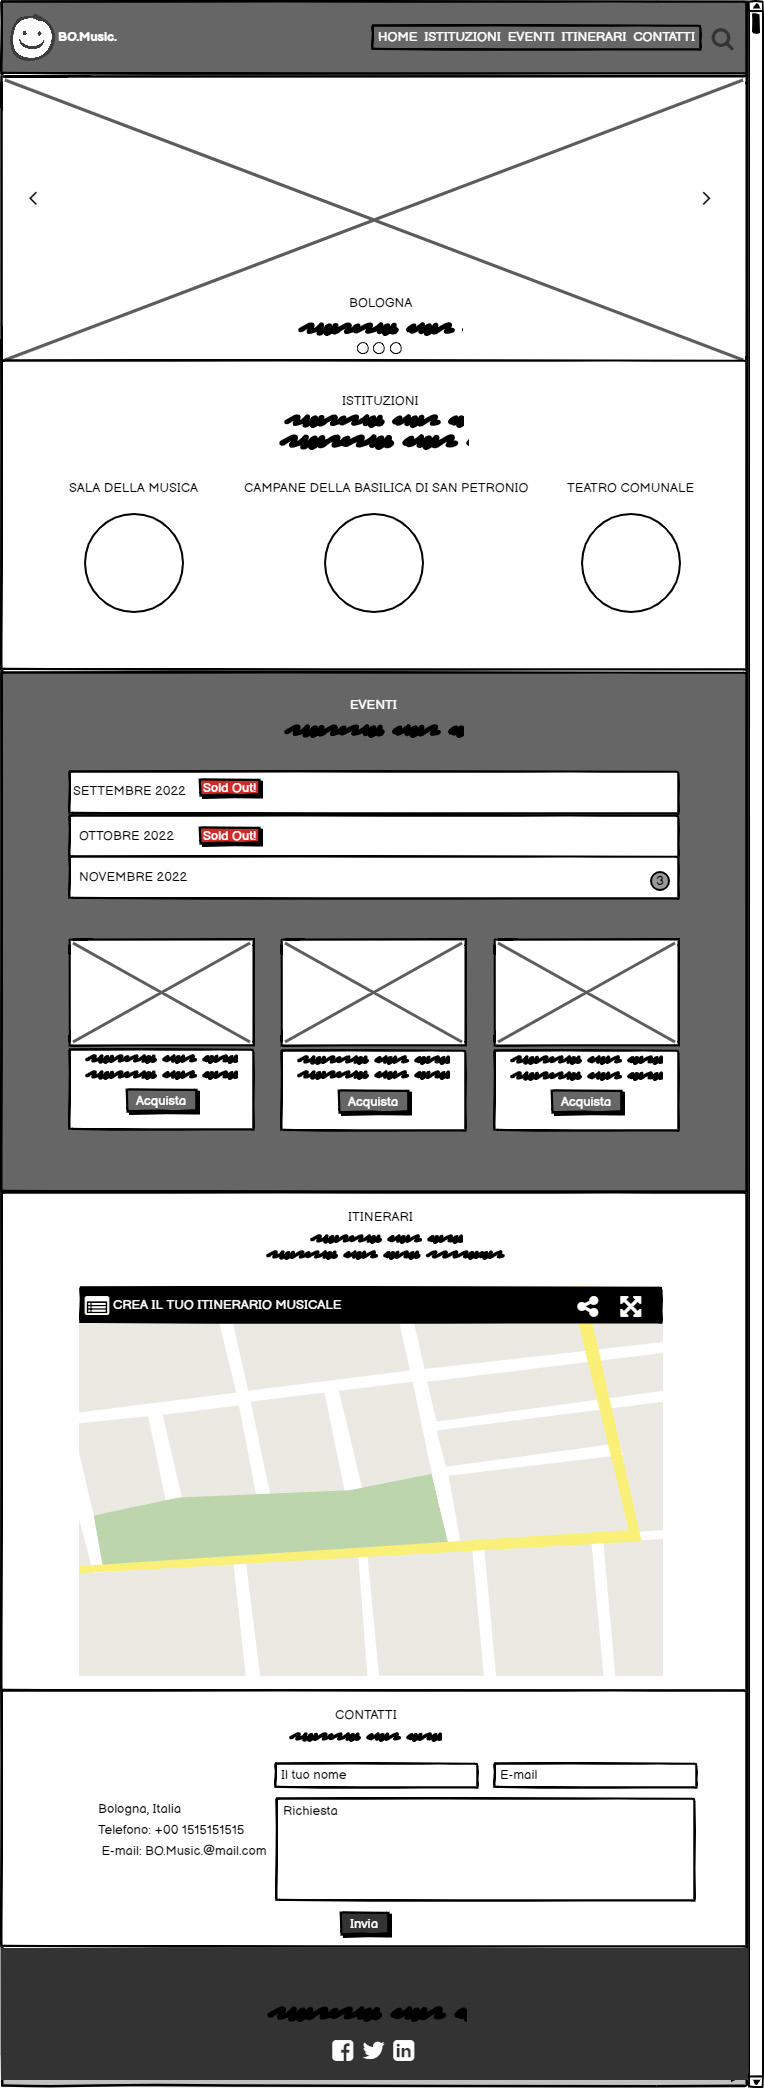 BO.Music.
HOME ISTITUZIONI EVENTI ITINERARI CONTATTI
BOLOGNA
ISTITUZIONI
SALA DELLA MUSICA
CAMPANE DELLA BASILICA DI SAN PETRONIO
TEATRO COMUNALE
EVENTI
SETTEMBRE 2022 Sold Out!
OTTOBRE 2022 Sold Out!
NOVEMBRE 2022 3
Acquista Acquista Acquista
ITINERARI
CREA IL TUO ITINERARIO MUSICALE
CONTATTI
Il tuo nome E-mail
Richiesta
Bologna, Italia
Telefono: +00 1515151515
E-mail: BO.Music.@mail.com
Invia